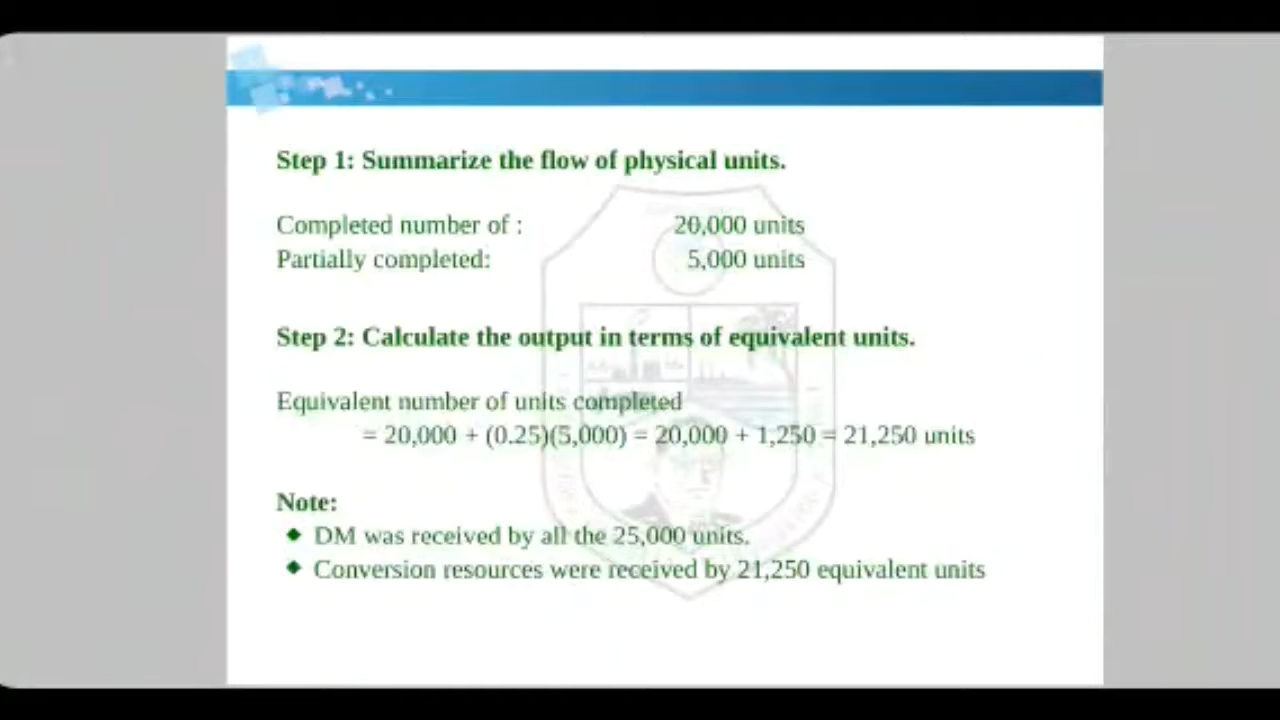 Step 1: Summarize the flow of physical units.
Completed number of : 20,000 units
Partially completed: 5,000 units
Step 2: Calculate the output in terms of equivalent units.
Equivalent number of units completed
= 20,000 + (0.25)(5,000) = 20,000 + 1,250 = 21,250 units
Note:
◆ DM was received by all the 25,000 units.
◆ Conversion resources were received by 21,250 equivalent units